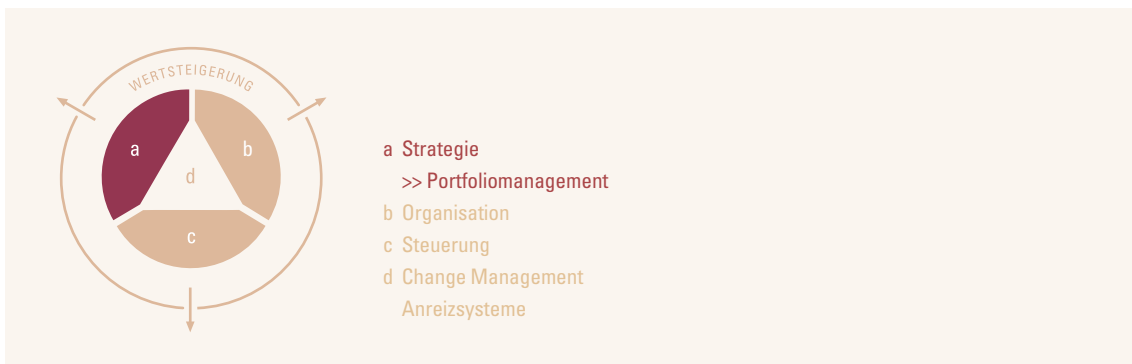 WERTSTEIGERUNG
a
b
d
c
a Strategie
>> Portfoliomanagement
b Organisation
c Steuerung
d Change Management
Anreizsysteme